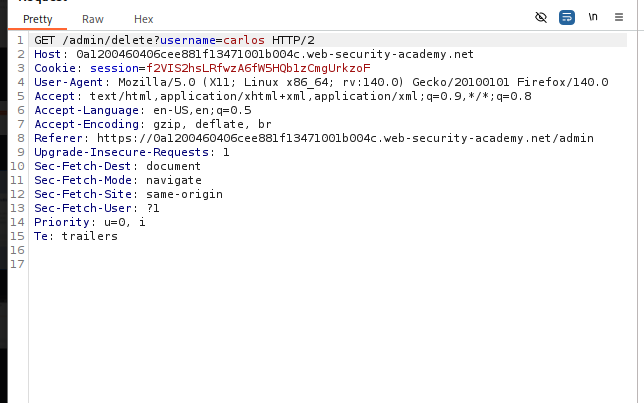 Request
Pretty Raw Hex
\n
1 GET /admin/delete?username=carlos HTTP/2
2 Host: 0a1200460406cee881f13471001b004c.web-security-academy.net
3 Cookie: session=f2VIS2hsLRfwzA6fW5HQb1zCmgUrkzoF
4 User-Agent: Mozilla/5.0 (X11; Linux x86_64; rv:140.0) Gecko/20100101 Firefox/140.0
5 Accept: text/html,application/xhtml+xml,application/xml;q=0.9,*/*;q=0.8
6 Accept-Language: en-US,en;q=0.5
7 Accept-Encoding: gzip, deflate, br
8 Referer: https://0a1200460406cee881f13471001b004c.web-security-academy.net/admin
9 Upgrade-Insecure-Requests: 1
10 Sec-Fetch-Dest: document
11 Sec-Fetch-Mode: navigate
12 Sec-Fetch-Site: same-origin
13 Sec-Fetch-User: ?1
14 Priority: u=0, i
15 Te: trailers
16
17